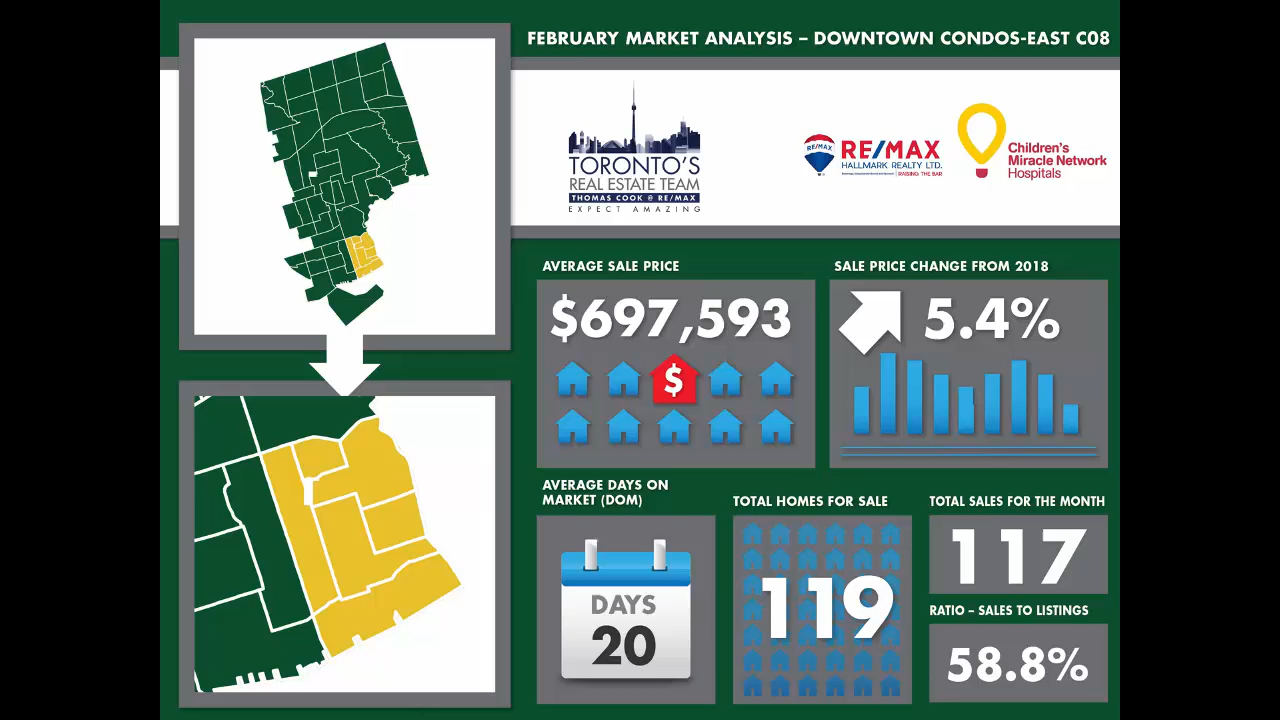 FEBRUARY MARKET ANALYSIS – DOWNTOWN CONDOS-EAST C08
TORONTO'S
REAL ESTATE TEAM
THOMAS COOK @ RE/MAX
EXPECT AMAZING
RE/MAX
RE/MAX
HALLMARK REALTY LTD.
RAISING THE BAR
Children's
Miracle Network
Hospitals
AVERAGE SALE PRICE
$697,593
$
SALE PRICE CHANGE FROM 2018
5.4%
AVERAGE DAYS ON
MARKET (DOM)
DAYS
20
TOTAL HOMES FOR SALE
119
TOTAL SALES FOR THE MONTH
117
RATIO – SALES TO LISTINGS
58.8%